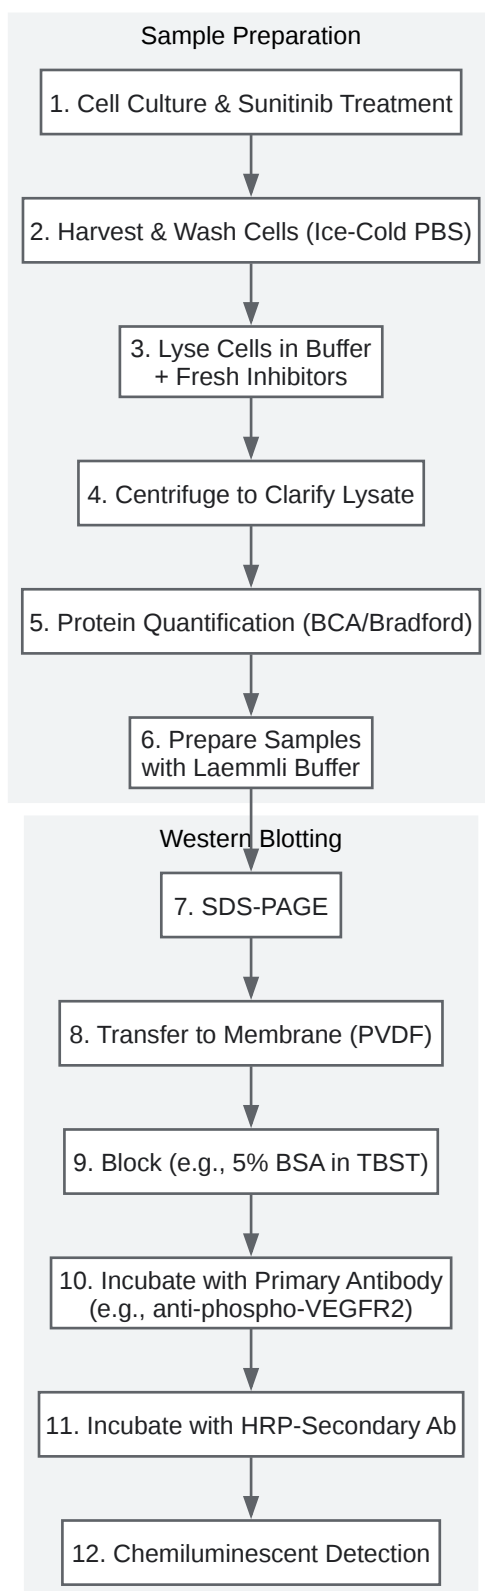 Sample Preparation
1. Cell Culture & Sunitinib Treatment
2. Harvest & Wash Cells (Ice-Cold PBS)
3. Lyse Cells in Buffer
+ Fresh Inhibitors
4. Centrifuge to Clarify Lysate
5. Protein Quantification (BCA/Bradford)
6. Prepare Samples
with Laemmli Buffer
Western Blotting
7. SDS-PAGE
8. Transfer to Membrane (PVDF)
9. Block (e.g., 5% BSA in TBST)
10. Incubate with Primary Antibody
(e.g., anti-phospho-VEGFR2)
11. Incubate with HRP-Secondary Ab
12. Chemiluminescent Detection